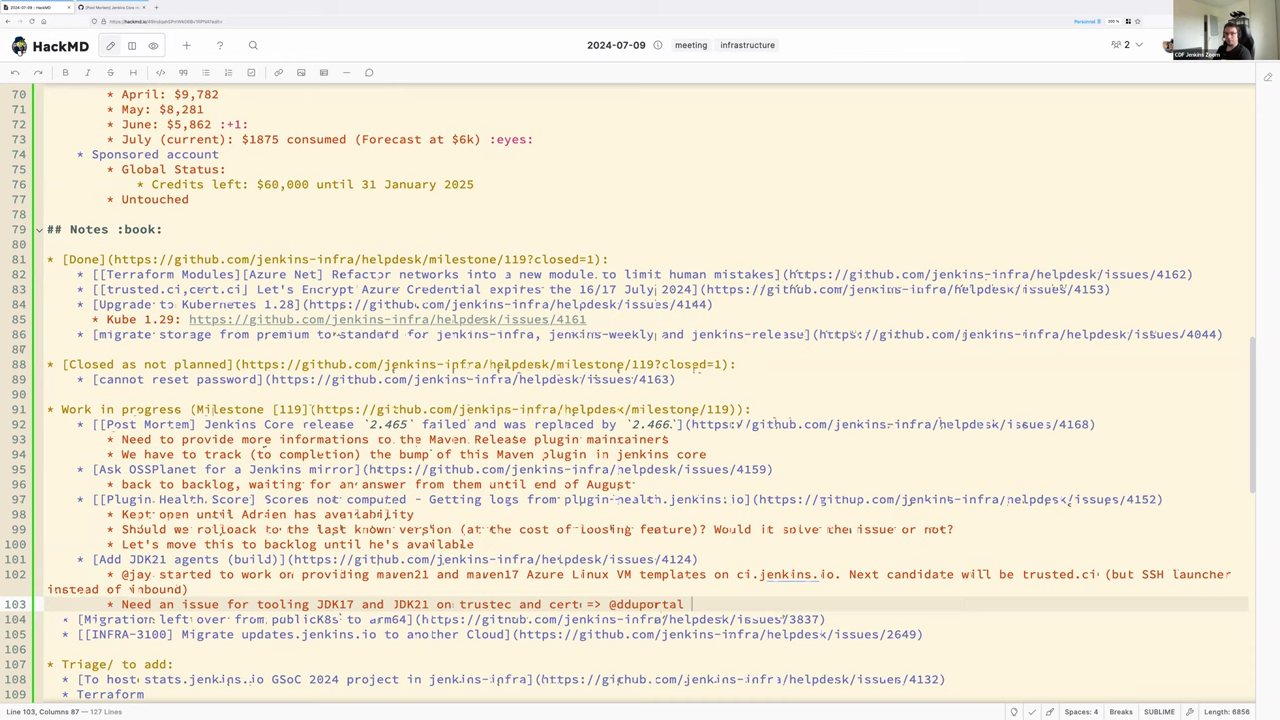 2024-07-09 - HackMD
[Post Mortem] Jenkins Core r
Personnel
200 %
HackMD
2024-07-09
meeting
infrastructure
2
CDF Jenkins Zoom
70 * April: $9,782
71 * May: $8,281
72 * June: $5,862 :+1:
73 * July (current): $1875 consumed (Forecast at $6k) :eyes:
74 * Sponsored account
75 * Global Status:
76 * Credits left: $60,000 until 31 January 2025
77 * Untouched
78
79 ## Notes :book:
80
81 * [Done](https://github.com/jenkins-infra/helpdesk/milestone/119?closed=1):
82 * [[Terraform Modules][Azure Net] Refactor networks into a new module to limit human mistakes](https://github.com/jenkins-infra/helpdesk/issues/4162)
83 * [[trusted.ci,cert.ci] Let's Encrypt Azure Credential expires the 16/17 July 2024](https://github.com/jenkins-infra/helpdesk/issues/4153)
84 * [Upgrade to Kubernetes 1.28](https://github.com/jenkins-infra/helpdesk/issues/4144)
85 * Kube 1.29: https://github.com/jenkins-infra/helpdesk/issues/4161
86 * [migrate storage from premium to standard for jenkins-infra, jenkins-weekly and jenkins-release](https://github.com/jenkins-infra/helpdesk/issues/4044)
87
88 * [Closed as not planned](https://github.com/jenkins-infra/helpdesk/milestone/119?closed=1):
89 * [cannot reset password](https://github.com/jenkins-infra/helpdesk/issues/4163)
90
91 * Work in progress (Milestone [119](https://github.com/jenkins-infra/helpdesk/milestone/119)):
92 * [[Post Mortem] Jenkins Core release `2.465` failed and was replaced by `2.466`](https://github.com/jenkins-infra/helpdesk/issues/4168)
93 * Need to provide more informations to the Maven Release plugin maintainers
94 * We have to track (to completion) the bump of this Maven plugin in jenkins core
95 * [Ask OSSPlanet for a Jenkins mirror](https://github.com/jenkins-infra/helpdesk/issues/4159)
96 * back to backlog, waiting for an answer from them until end of August
97 * [[Plugin Health Score] Scores not computed - Getting logs from plugin-health.jenkins.io](https://github.com/jenkins-infra/helpdesk/issues/4152)
98 * Kept open until Adrien has availability
99 * Should we rollback to the last known version (at the cost of loosing feature)? Would it solve the issue or not?
100 * Let's move this to backlog until he's available
101 * [Add JDK21 agents (build)](https://github.com/jenkins-infra/helpdesk/issues/4124)
102 * @jay started to work on providing maven21 and maven17 Azure Linux VM templates on ci.jenkins.io. Next candidate will be trusted.ci (but SSH launcher
instead of inbound)
103 * Need an issue for tooling JDK17 and JDK21 on trusted and cert => @dduportal
104 * [Migration left over from publicK8s to arm64](https://github.com/jenkins-infra/helpdesk/issues/3837)
105 * [[INFRA-3100] Migrate updates.jenkins.io to another Cloud](https://github.com/jenkins-infra/helpdesk/issues/2649)
106
107 * Triage/ to add:
108 * [To host stats.jenkins.io GSoC 2024 project in jenkins-infra](https://github.com/jenkins-infra/helpdesk/issues/4132)
109 * Terraform
Line 103, Columns 87 — 127 Lines
Spaces: 4
Breaks
SUBLIME
Length: 6856